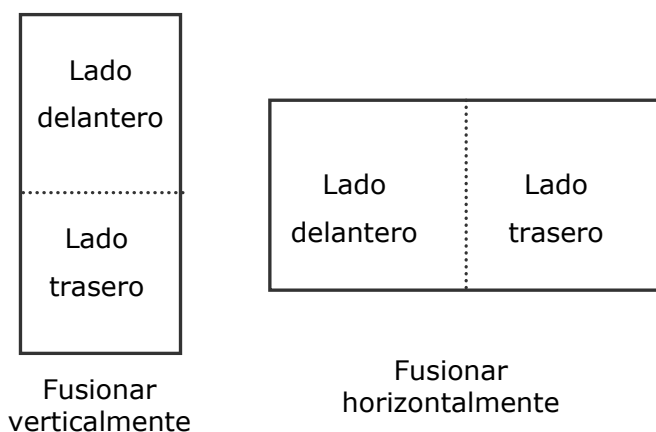 Lado
delantero
Lado
trasero
Fusionar
verticalmente
Lado
delantero
Lado
trasero
Fusionar
horizontalmente